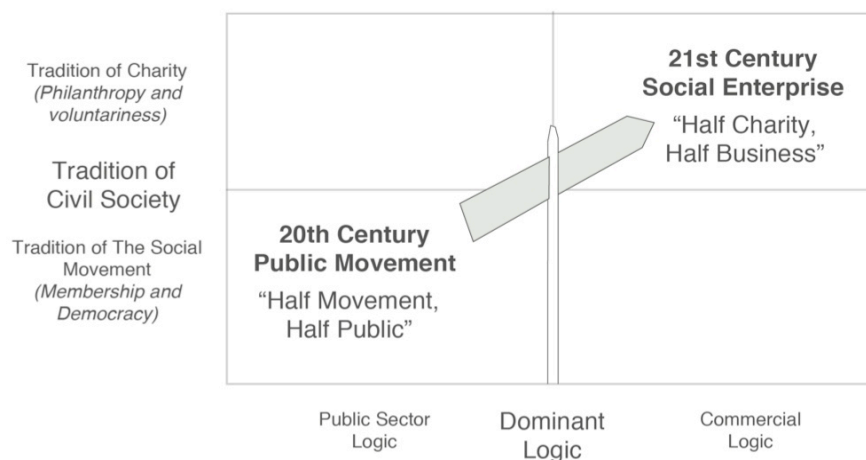 Tradition of Charity
(Philanthropy and
voluntariness)
Tradition of
Civil Society
Tradition of The Social
Movement
(Membership and
Democracy)
21st Century
Social Enterprise
“Half Charity,
Half Business”
20th Century
Public Movement
“Half Movement,
Half Public”
Public Sector
Logic
Dominant
Logic
Commercial
Logic